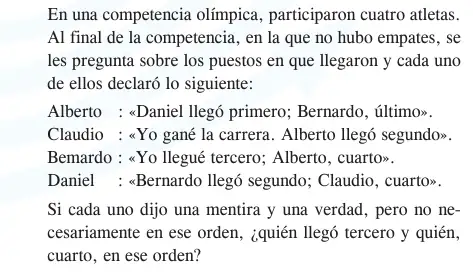 En una competencia olímpica, participaron cuatro atletas.
Al final de la competencia, en la que no hubo empates, se
les pregunta sobre los puestos en que llegaron y cada uno
de ellos declaró lo siguiente:
Alberto : «Daniel llegó primero; Bernardo, último».
Claudio : «Yo gané la carrera. Alberto llegó segundo».
Bemardo : «Yo llegué tercero; Alberto, cuarto».
Daniel : «Bernardo llegó segundo; Claudio, cuarto».
Si cada uno dijo una mentira y una verdad, pero no ne-
cesariamente en ese orden, ¿quién llegó tercero y quién,
cuarto, en ese orden?